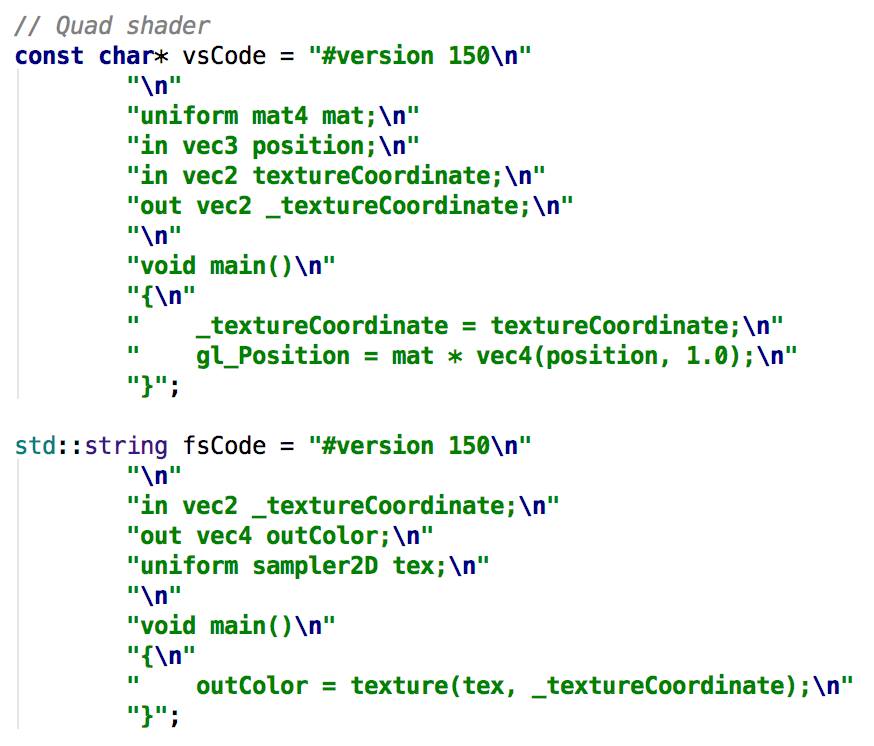 // Quad shader
const char* vsCode = "#version 150\n"
        "\n"
        "uniform mat4 mat;\n"
        "in vec3 position;\n"
        "in vec2 textureCoordinate;\n"
        "out vec2 _textureCoordinate;\n"
        "\n"
        "void main()\n"
        "{\n"
        "    _textureCoordinate = textureCoordinate;\n"
        "    gl_Position = mat * vec4(position, 1.0);\n"
        "}";

std::string fsCode = "#version 150\n"
        "\n"
        "in vec2 _textureCoordinate;\n"
        "out vec4 outColor;\n"
        "uniform sampler2D tex;\n"
        "\n"
        "void main()\n"
        "{\n"
        "    outColor = texture(tex, _textureCoordinate);\n"
        "}";